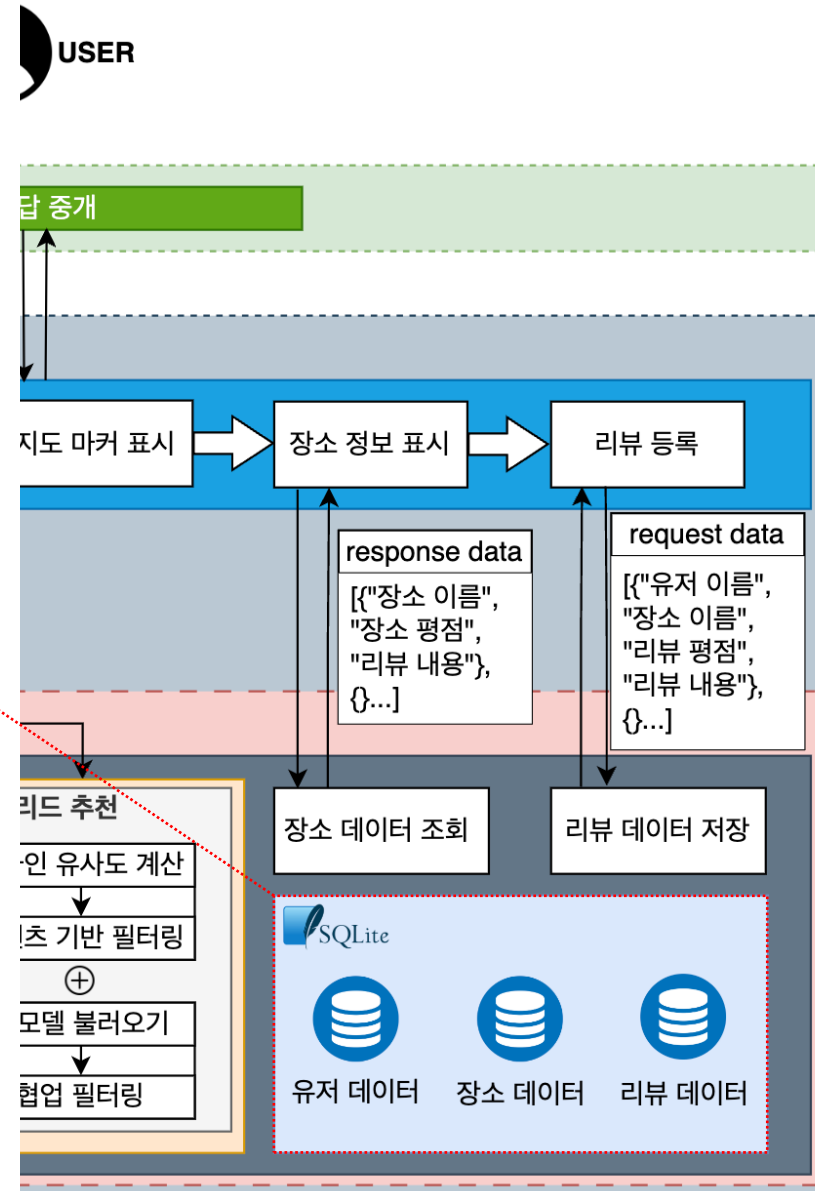 USER
답 중개
지도 마커 표시
장소 정보 표시
리뷰 등록
response data
[{"장소 이름",
"장소 평점",
"리뷰 내용"},
{}...]
request data
[{"유저 이름",
"장소 이름",
"리뷰 평점",
"리뷰 내용"},
{}...]
리드 추천
인 유사도 계산
츠 기반 필터링
모델 불러오기
협업 필터링
장소 데이터 조회
리뷰 데이터 저장
SQLite
유저 데이터
장소 데이터
리뷰 데이터